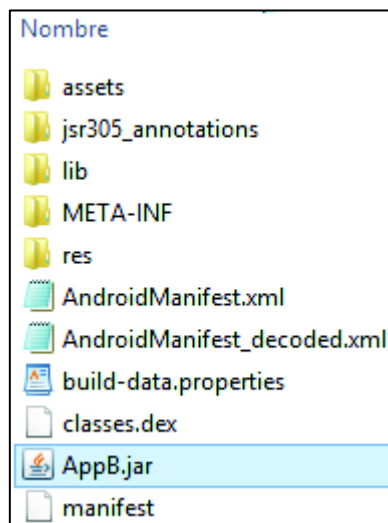 Nombre
assets
jsr305_annotations
lib
META-INF
res
AndroidManifest.xml
AndroidManifest_decoded.xml
build-data.properties
classes.dex
AppB.jar
manifest